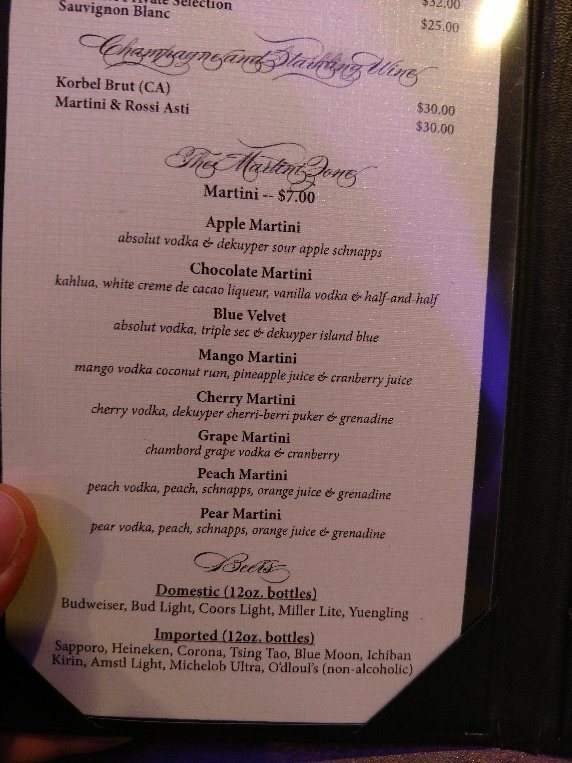 Private Selection $32.00
Sauvignon Blanc $25.00
Champagne and Sparkling Wine
Korbel Brut (CA) $30.00
Martini & Rossi Asti $30.00
The Martini Zone
Martini -- $7.00
Apple Martini
absolut vodka & dekuyper sour apple schnapps
Chocolate Martini
kahlua, white creme de cacao liqueur, vanilla vodka & half-and-half
Blue Velvet
absolut vodka, triple sec & dekuyper island blue
Mango Martini
mango vodka coconut rum, pineapple juice & cranberry juice
Cherry Martini
cherry vodka, dekuyper cherri-berri puker & grenadine
Grape Martini
chambord grape vodka & cranberry
Peach Martini
peach vodka, peach, schnapps, orange juice & grenadine
Pear Martini
pear vodka, peach, schnapps, orange juice & grenadine
Beers
Domestic (12oz. bottles)
Budweiser, Bud Light, Coors Light, Miller Lite, Yuengling
Imported (12oz. bottles)
Sapporo, Heineken, Corona, Tsing Tao, Blue Moon, Ichiban
Kirin, Amstl Light, Michelob Ultra, O'dloul's (non-alcoholic)